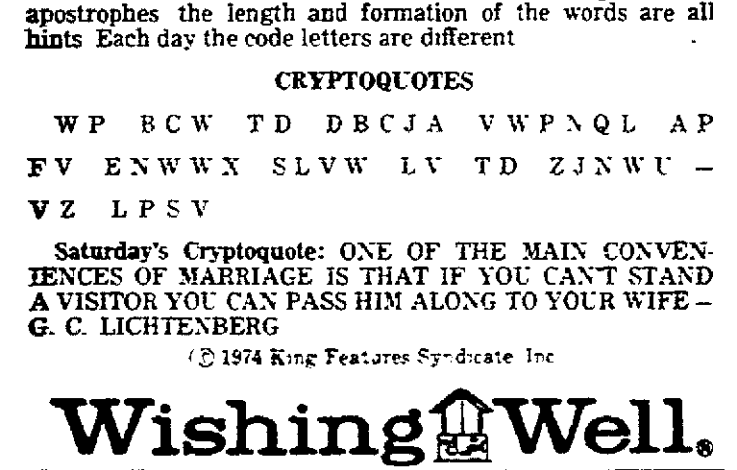 apostrophes the length and formation of the words are all
hints Each day the code letters are different
CRYPTOQUOTES
WP BCW TD DBCJA VWPNQL AP
FV ENWWX SLVW LV TD ZJNWU –
VZ LPSV
Saturday's Cryptoquote: ONE OF THE MAIN CONVEN-
IENCES OF MARRIAGE IS THAT IF YOU CAN'T STAND
A VISITOR YOU CAN PASS HIM ALONG TO YOUR WIFE –
G. C. LICHTENBERG
(© 1974 King Features Syndicate Inc
Wishing Well®